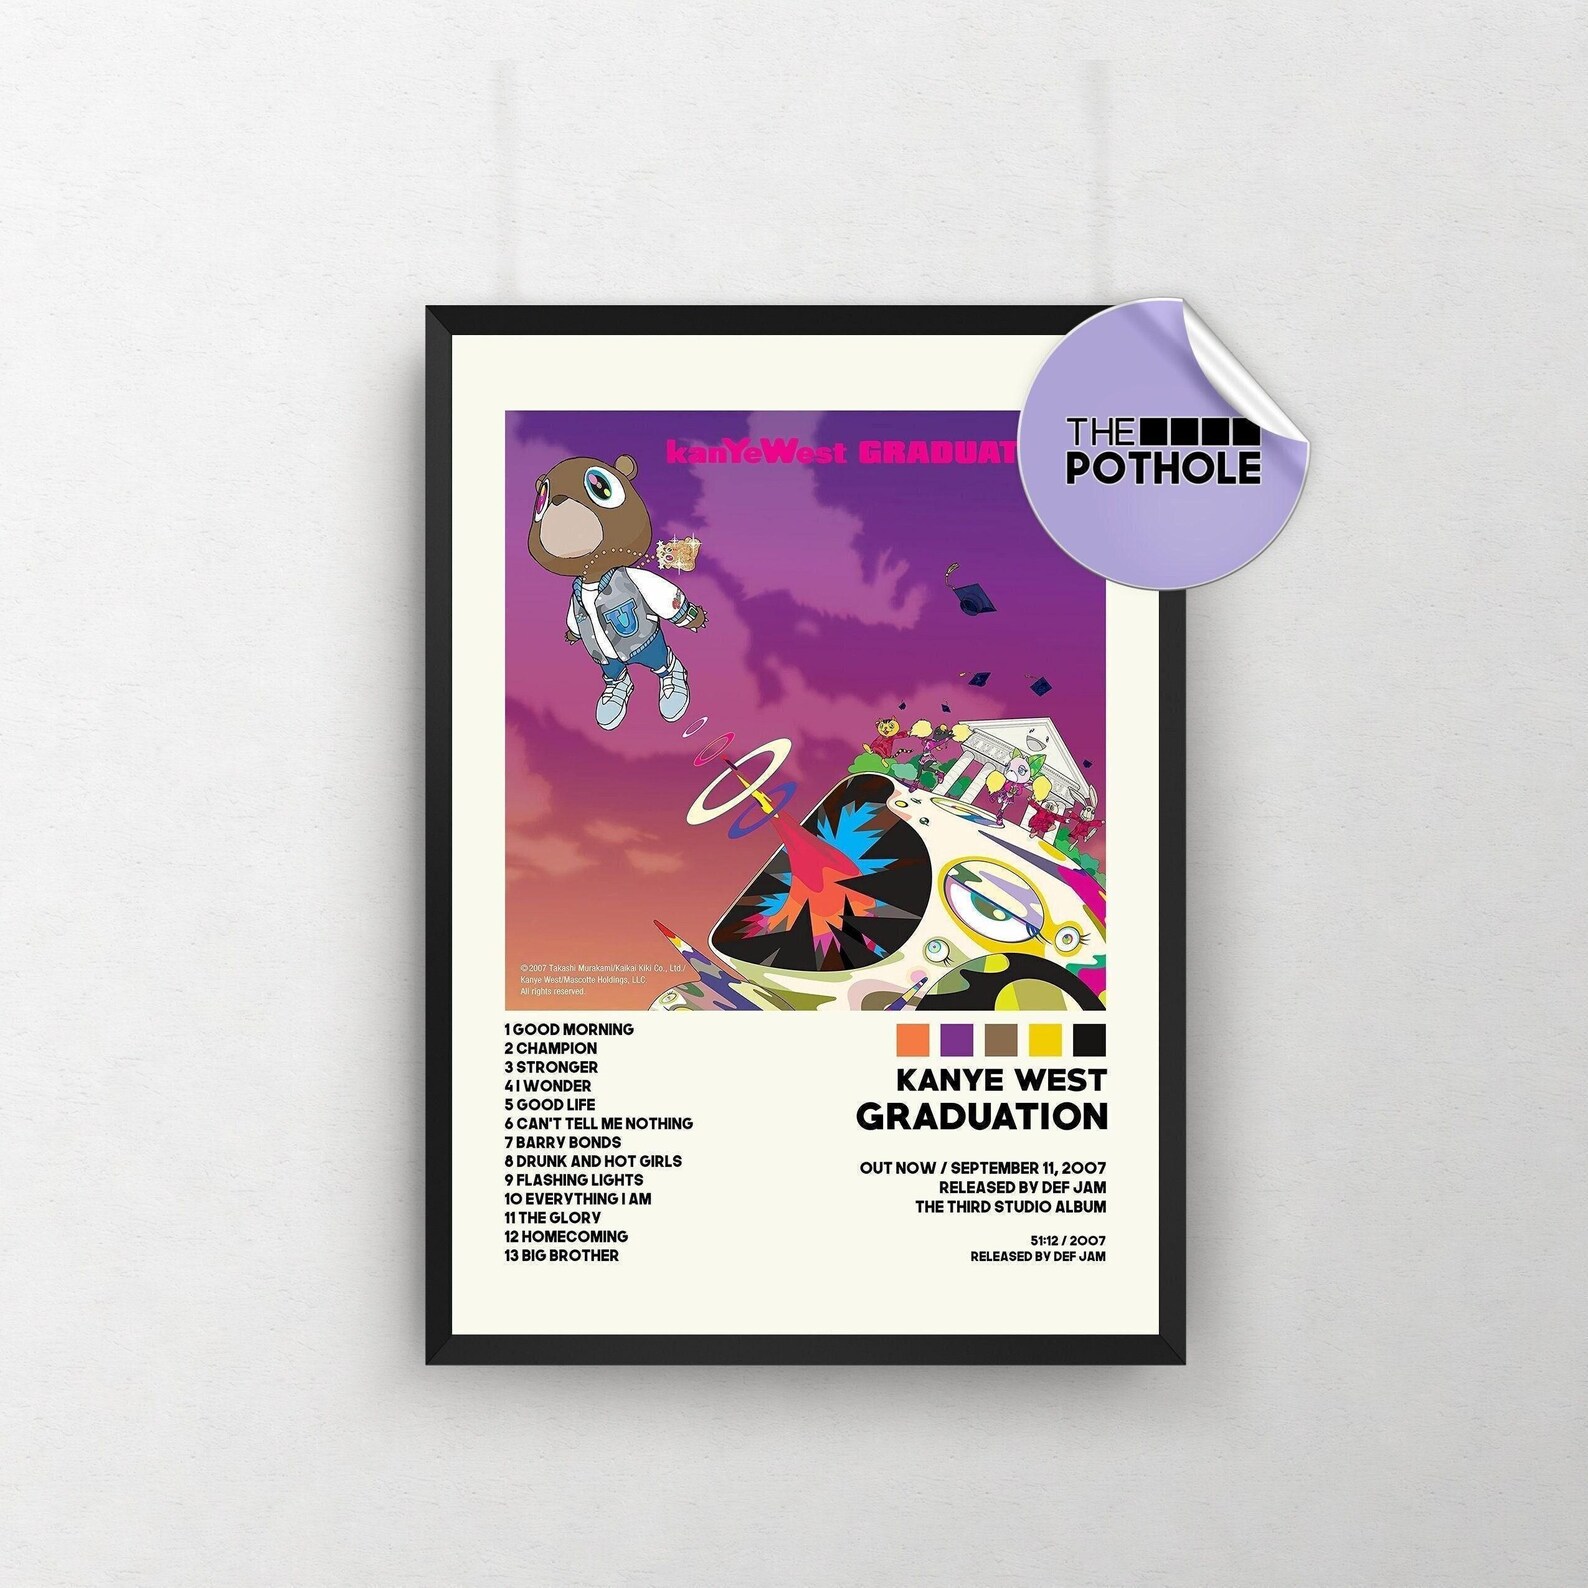 kanYeWest GRADUAT
THE
POTHOLE
©2007 Takashi Murakami/Kaikai Kiki Co., Ltd./
Kanye West/Mascotte Holdings, LLC.
All rights reserved.
1 GOOD MORNING
2 CHAMPION
3 STRONGER
4 I WONDER
5 GOOD LIFE
6 CAN'T TELL ME NOTHING
7 BARRY BONDS
8 DRUNK AND HOT GIRLS
9 FLASHING LIGHTS
10 EVERYTHING I AM
11 THE GLORY
12 HOMECOMING
13 BIG BROTHER
KANYE WEST
GRADUATION
OUT NOW / SEPTEMBER 11, 2007
RELEASED BY DEF JAM
THE THIRD STUDIO ALBUM
51:12 / 2007
RELEASED BY DEF JAM